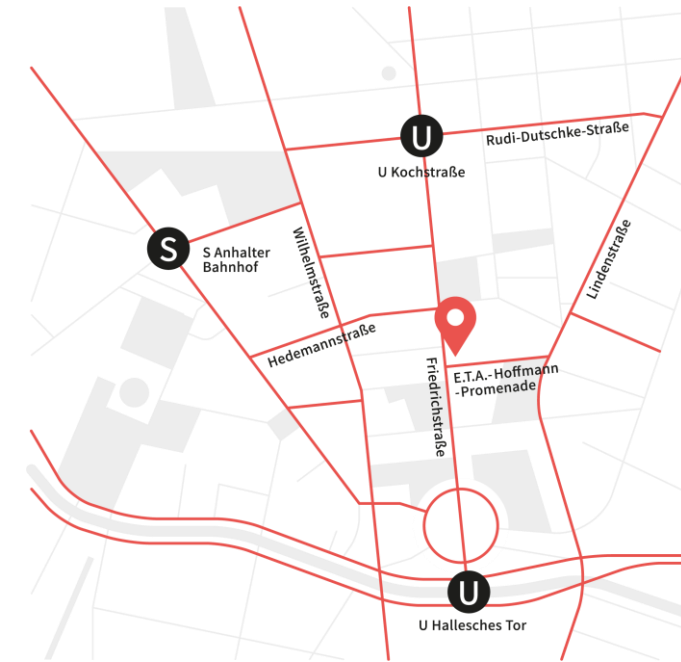 U
Rudi-Dutschke-Straße
U Kochstraße
S
S Anhalter
Bahnhof
Wilhelmstraße
Lindenstraße
Hedemannstraße
Friedrichstraße
E.T.A.-Hoffmann
-Promenade
U
U Hallesches Tor